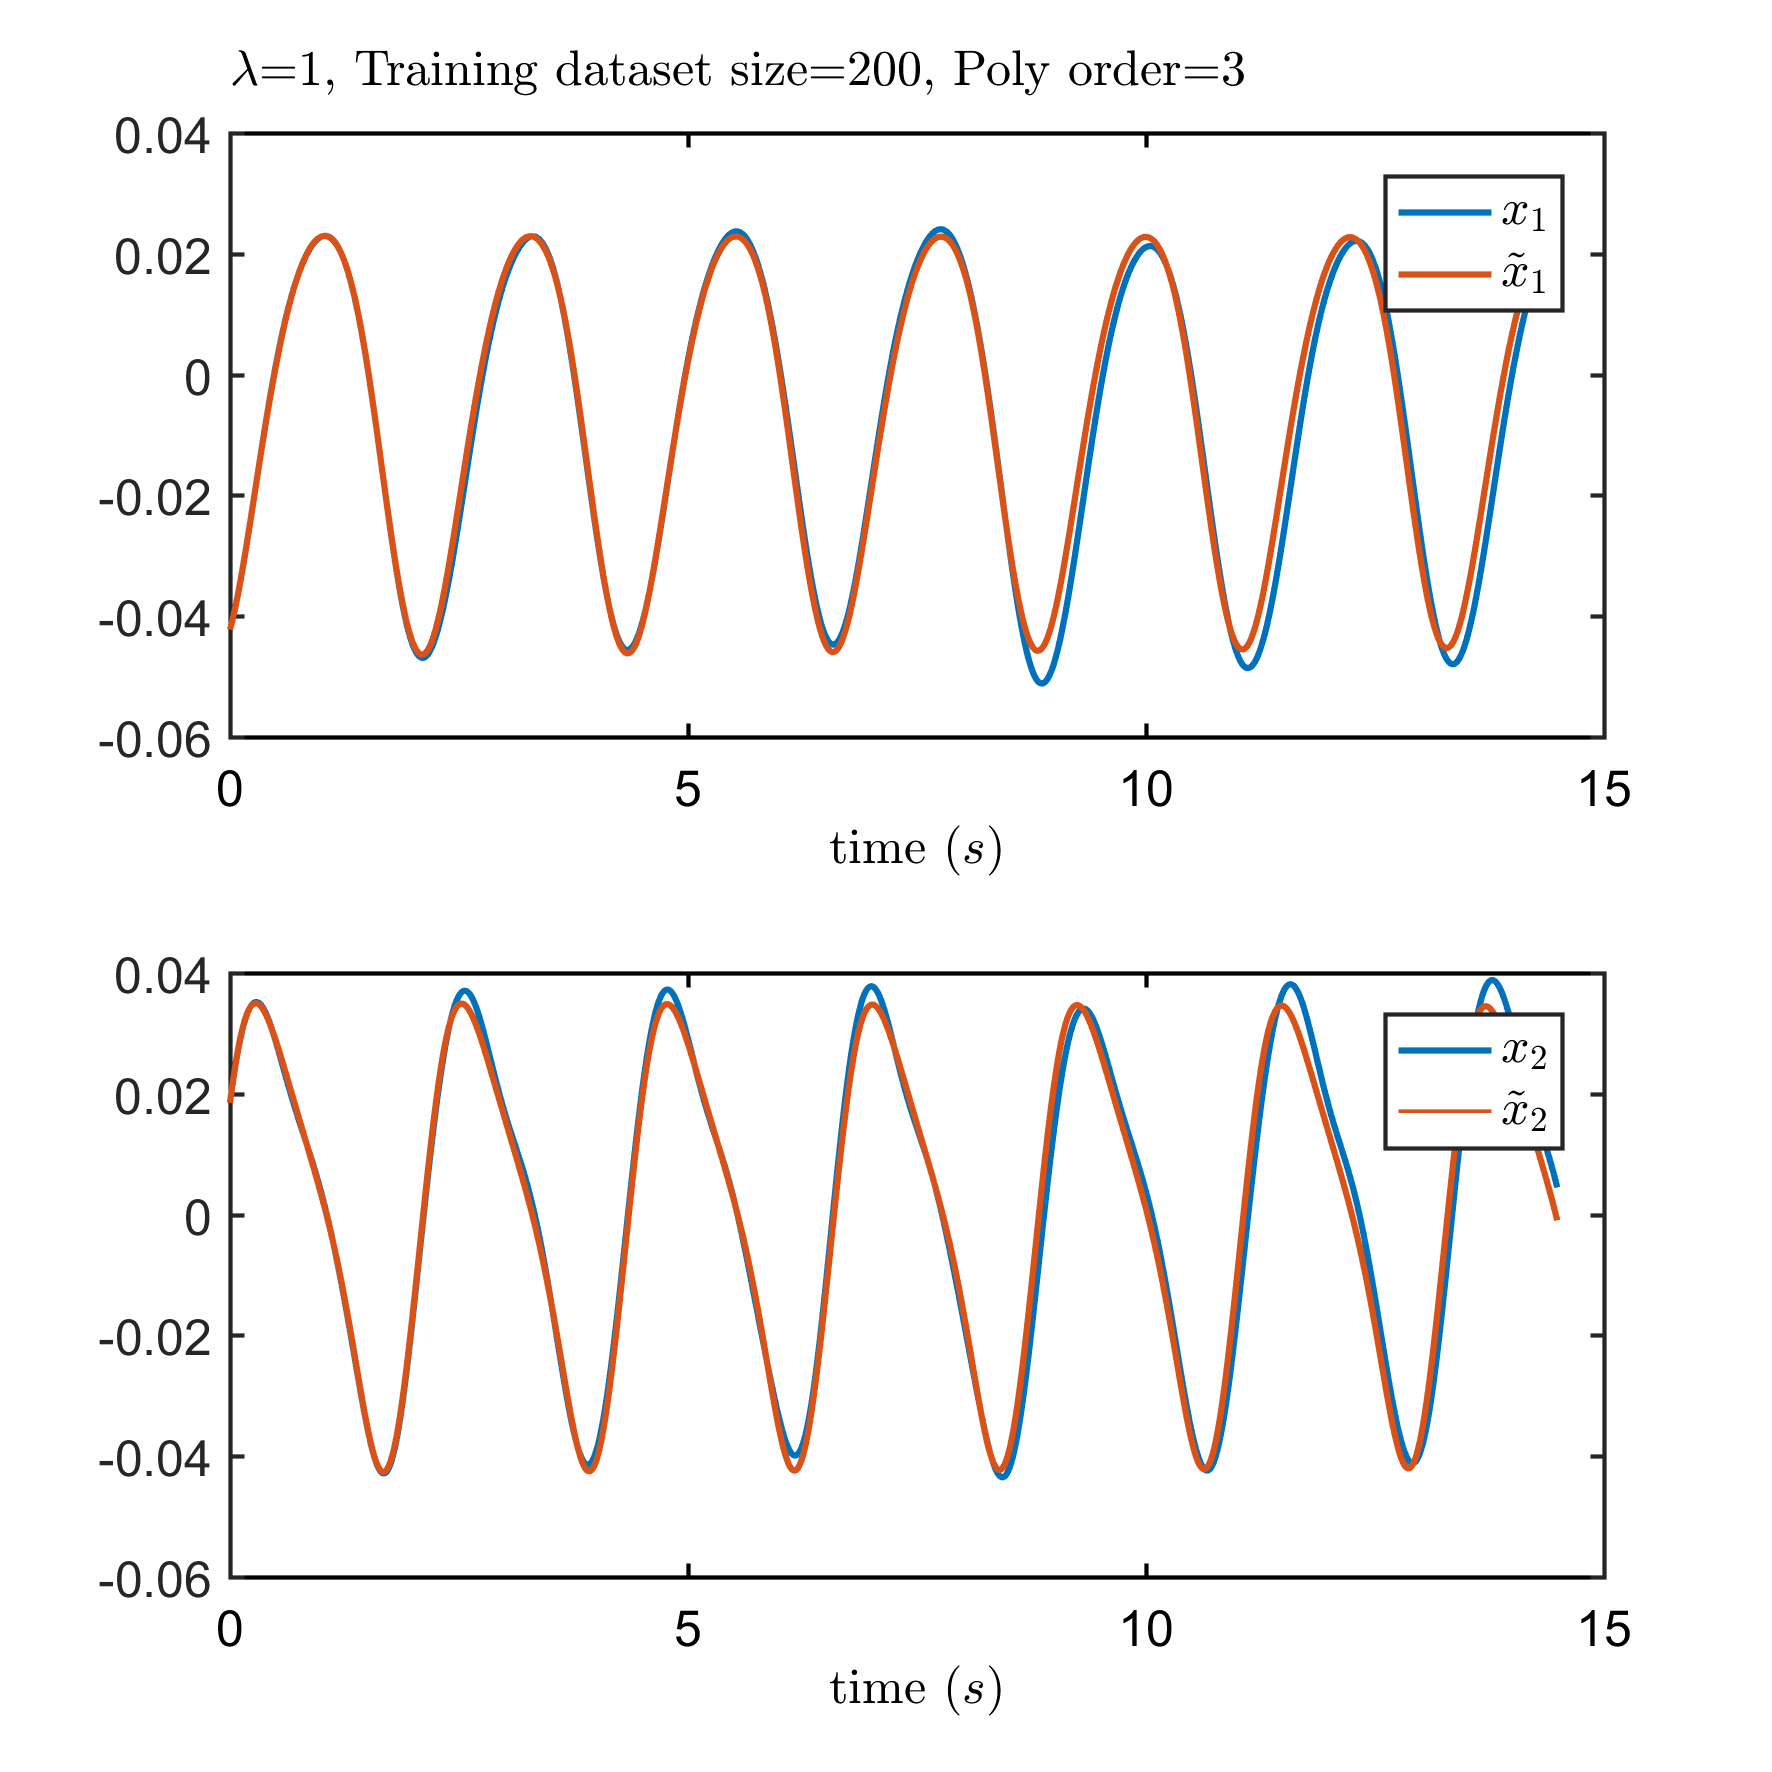 λ=1, Training dataset size=200, Poly order=3
0.04
0.02
0
-0.02
-0.04
-0.06
0 5 10 15
time (s)
x₁
x̃₁
0.04
0.02
0
-0.02
-0.04
-0.06
0 5 10 15
time (s)
x₂
x̃₂